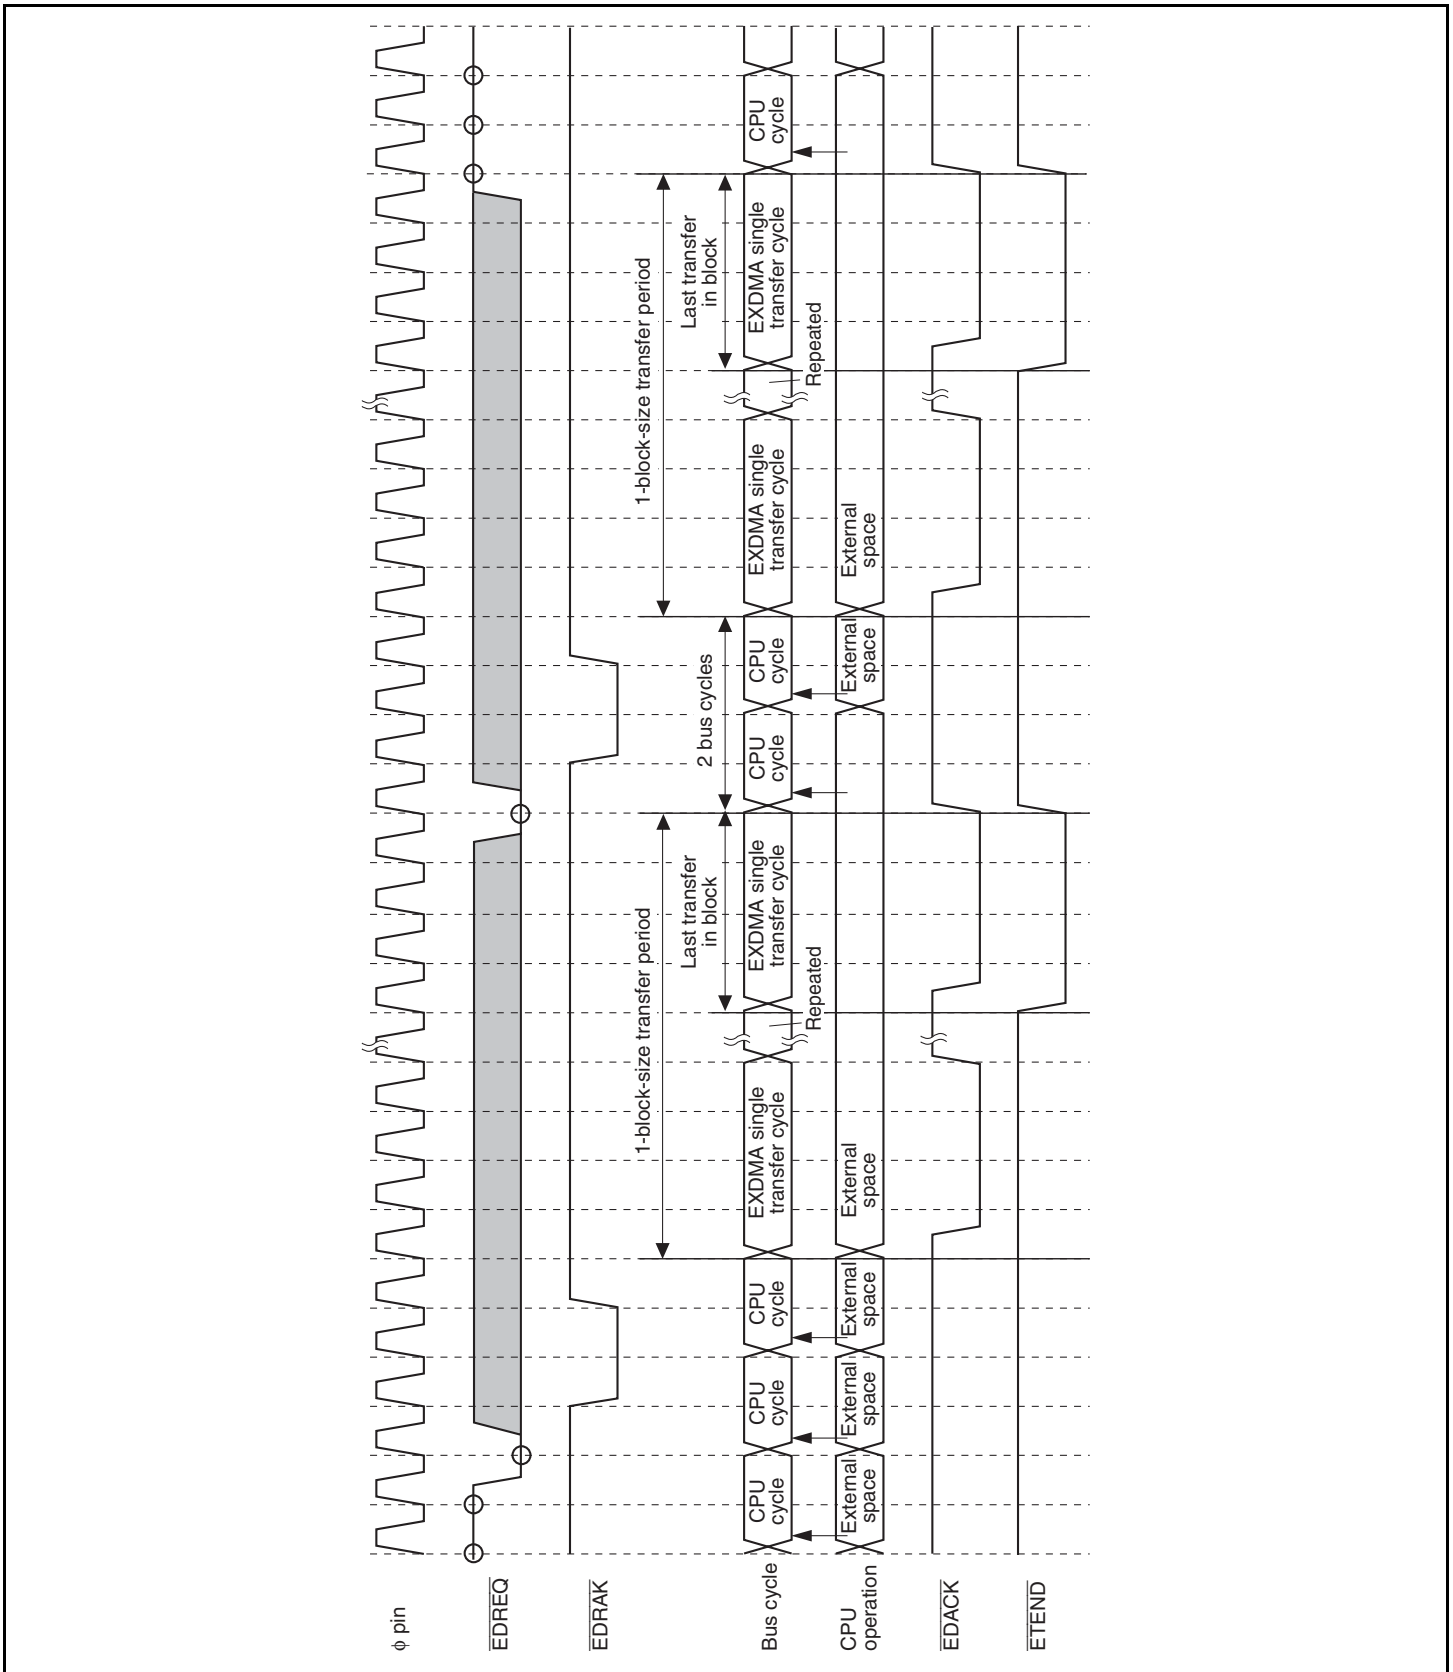 φ pin
EDREQ
EDRAK
1-block-size transfer period
1-block-size transfer period
Last transfer
in block
2 bus cycles
Last transfer
in block
Bus cycle
CPU
cycle
CPU
cycle
CPU
cycle
EXDMA single
transfer cycle
EXDMA single
transfer cycle
CPU
cycle
CPU
cycle
EXDMA single
transfer cycle
EXDMA single
transfer cycle
CPU
cycle
Repeated
Repeated
CPU
operation
External
space
External
space
External
space
External
space
External
space
External
space
EDACK
ETEND